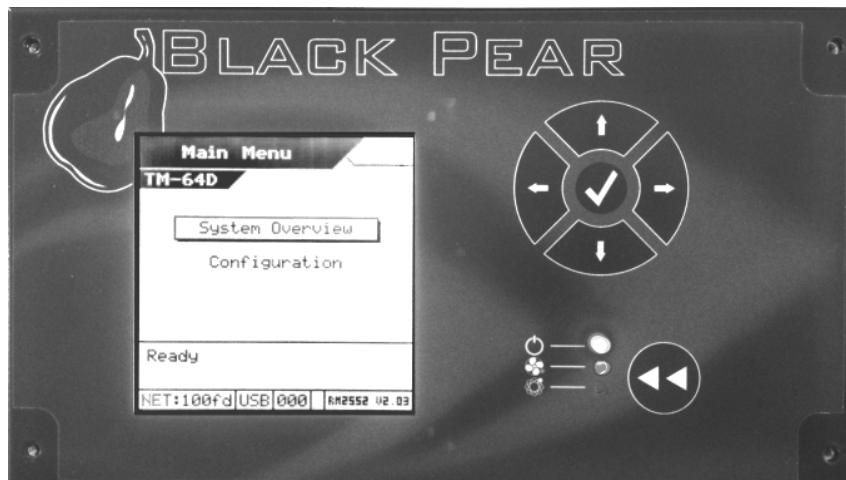 BLACK PEAR
Main Menu
TM-64D
System Overview
Configuration
Ready
NET:100fd USB 000 RM2552 V2.03